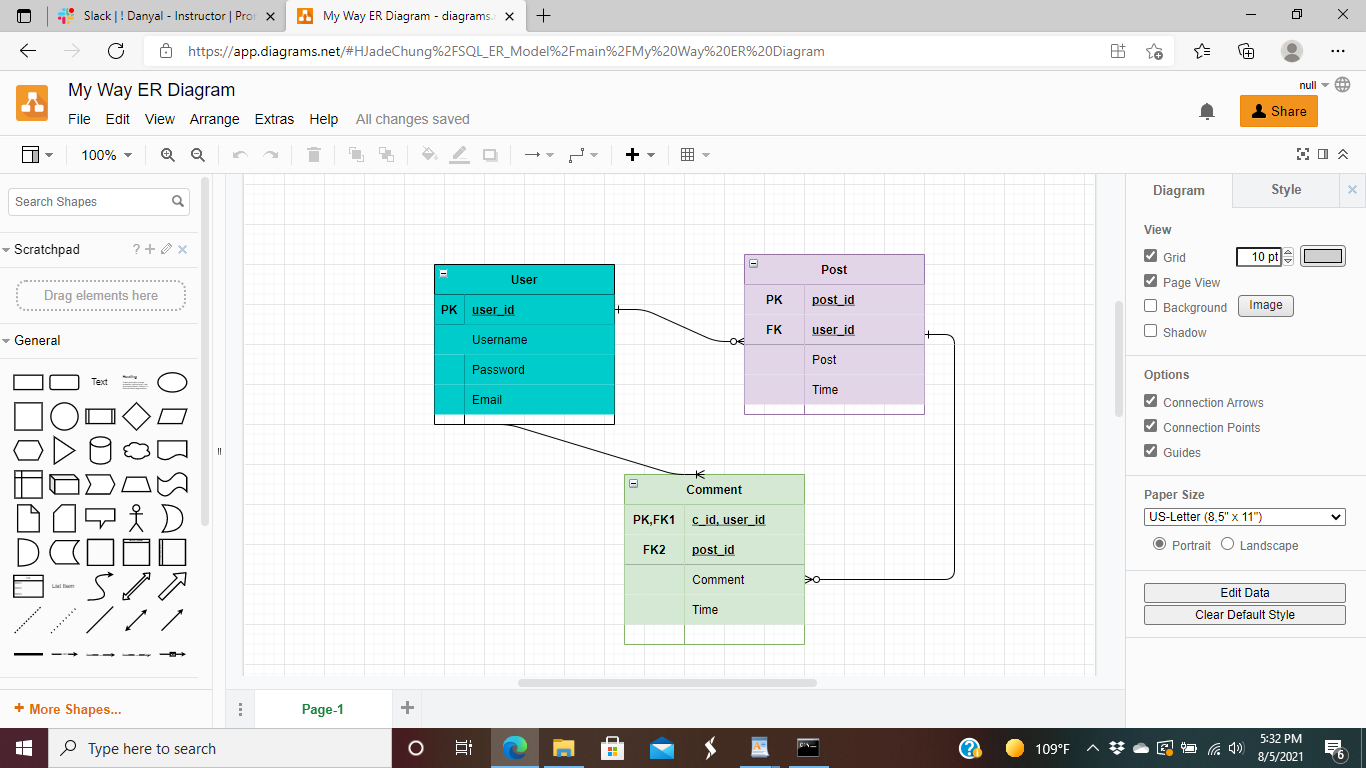 Slack | ! Danyal - Instructor | Pror
My Way ER Diagram - diagrams.
https://app.diagrams.net/#HJadeChung%2FSQL_ER_Model%2Fmain%2FMy%20Way%20ER%20Diagram
My Way ER Diagram
null
File Edit View Arrange Extras Help All changes saved
Share
100%
Search Shapes
Scratchpad
?
Drag elements here
General
Text
Heading
List Item
+ More Shapes...
User
PK user_id
Username
Password
Email
Post
PK post_id
FK user_id
Post
Time
Comment
PK,FK1 c_id, user_id
FK2 post_id
Comment
Time
Diagram Style
View
Grid 10 pt
Page View
Background Image
Shadow
Options
Connection Arrows
Connection Points
Guides
Paper Size
US-Letter (8,5" x 11")
Portrait Landscape
Edit Data
Clear Default Style
Page-1
Type here to search
109°F
5:32 PM
8/5/2021
6